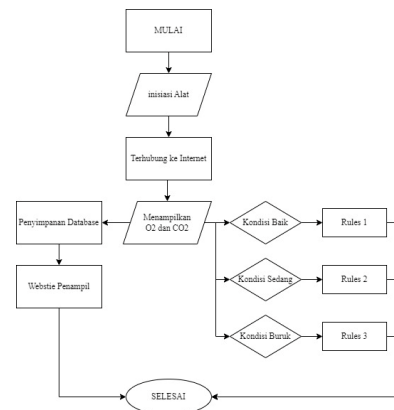 MULAI
inisiasi Alat
Terhubung ke Internet
Menampilkan
O2 dan CO2
Penyimpanan Database
Webstie Penampil
Kondisi Baik
Rules 1
Kondisi Sedang
Rules 2
Kondisi Buruk
Rules 3
SELESAI